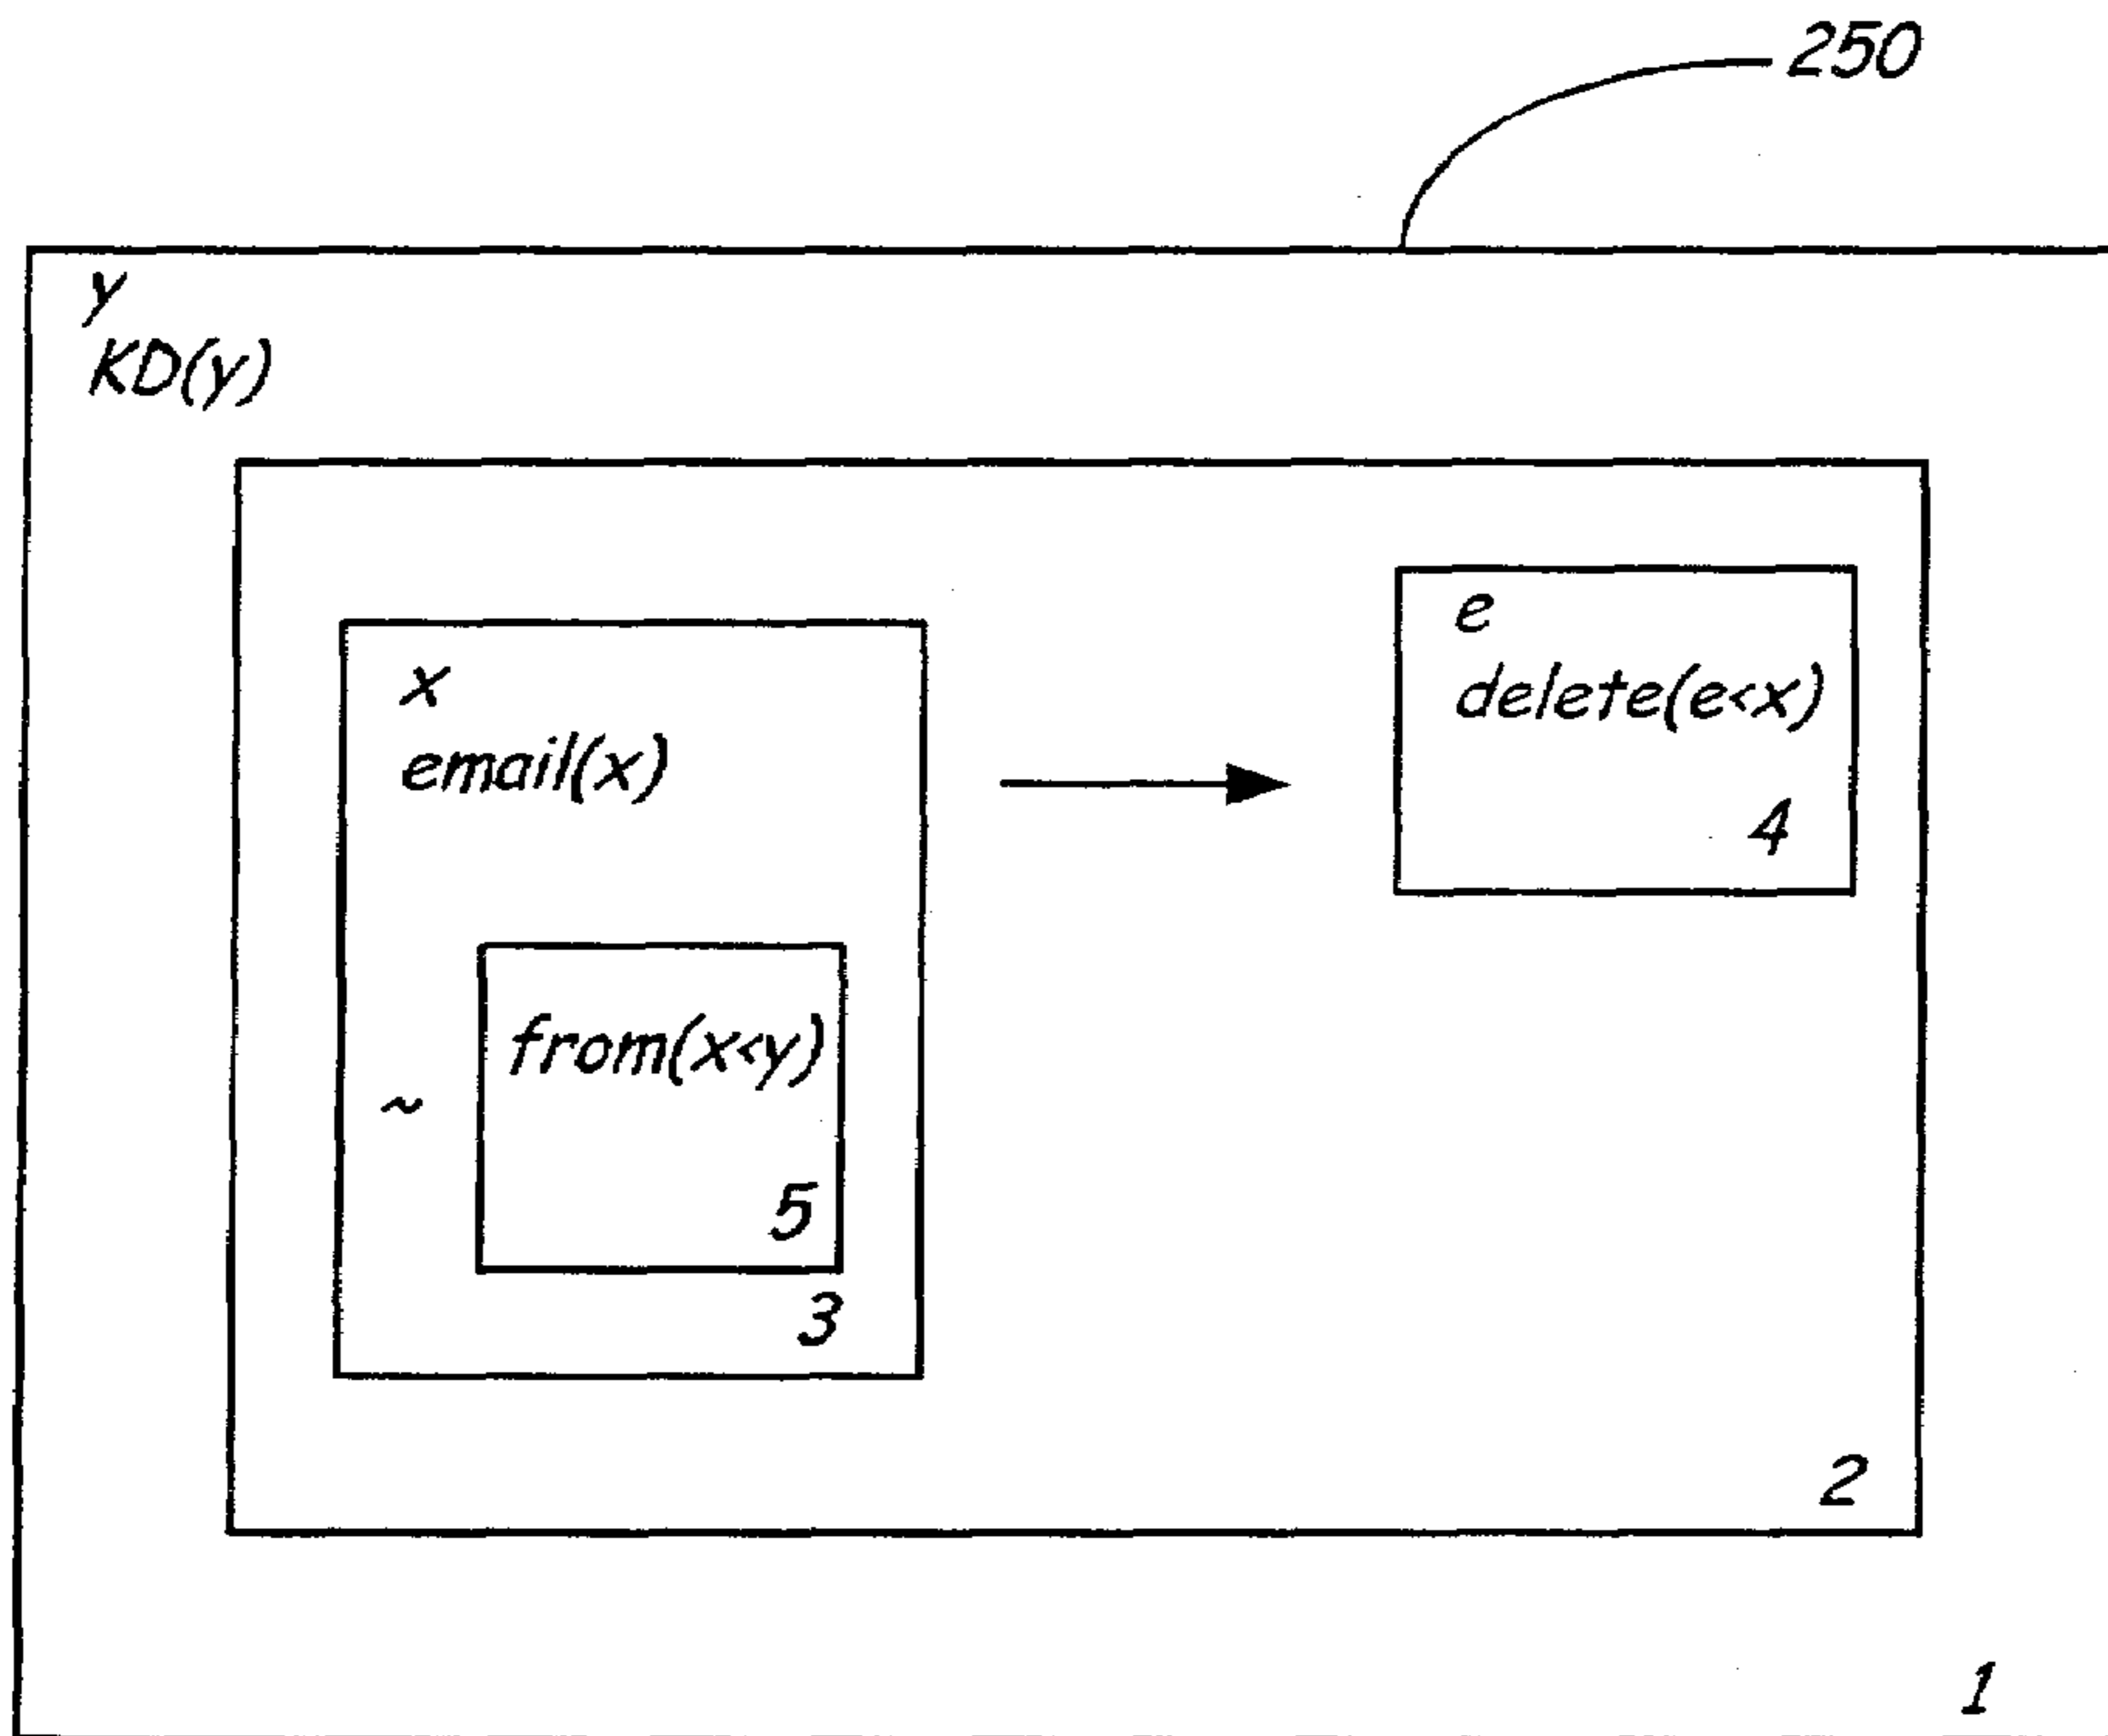 250
y
KD(y)
x
email(x)
e
delete(e<x)
4
~
from(x<y)
5
3
2
1